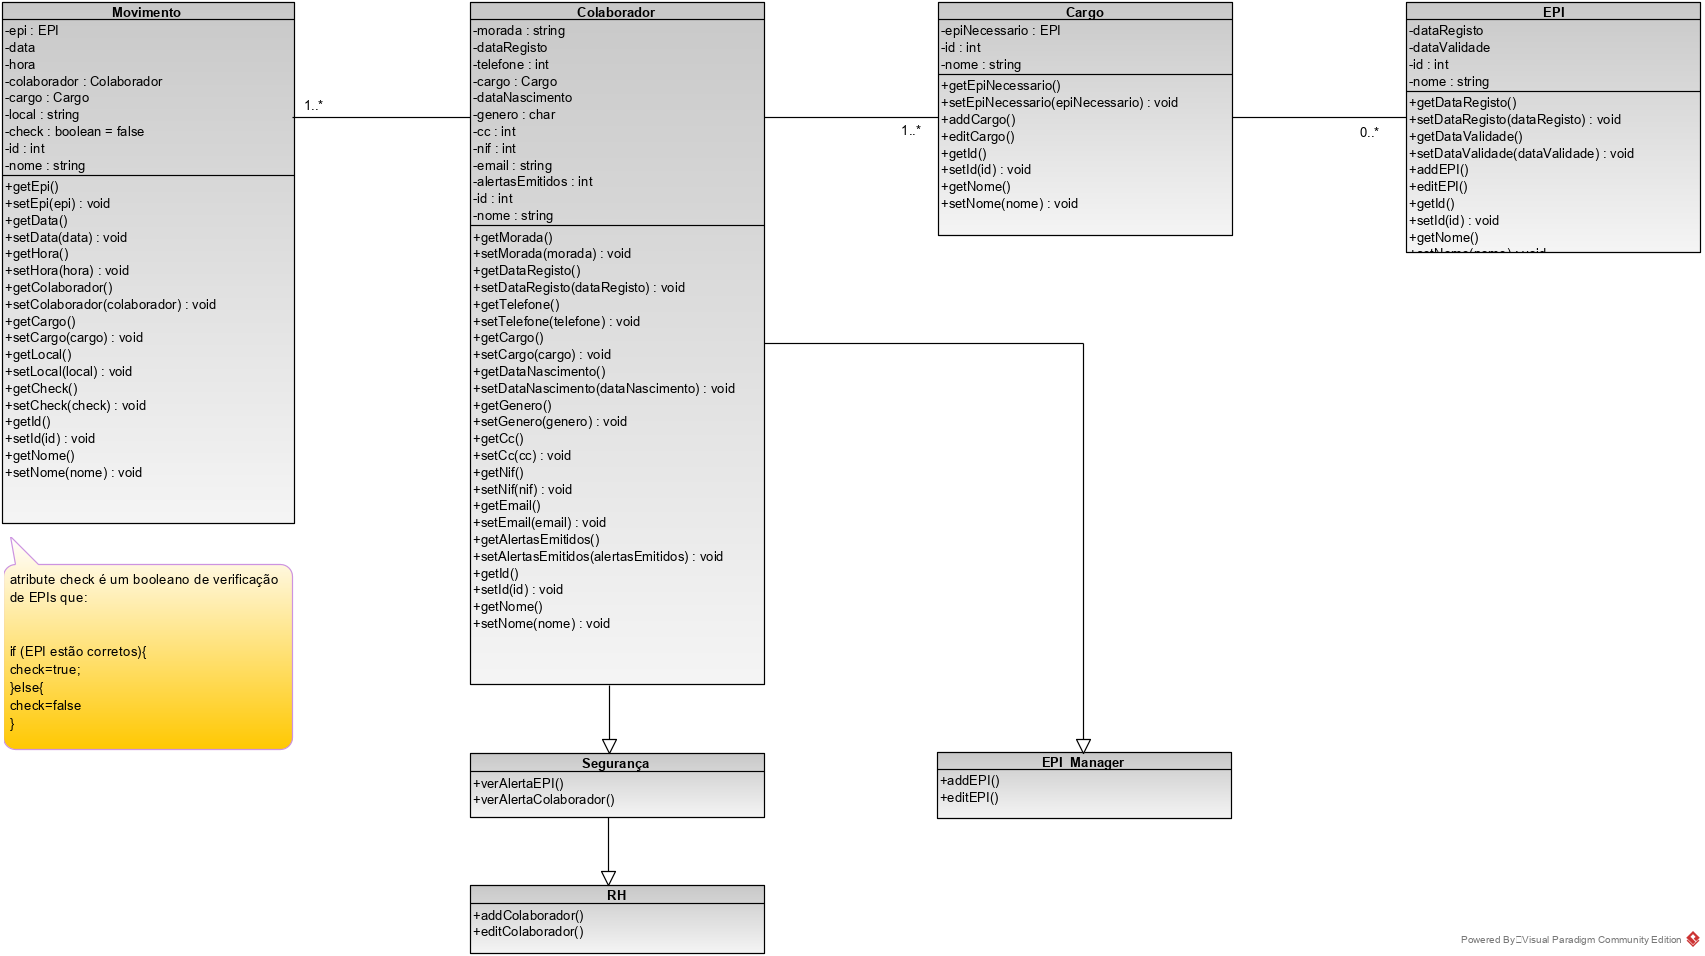 Movimento
-epi : EPI
-data
-hora
-colaborador : Colaborador
-cargo : Cargo
-local : string
-check : boolean = false
-id : int
-nome : string
+getEpi()
+setEpi(epi) : void
+getData()
+setData(data) : void
+getHora()
+setHora(hora) : void
+getColaborador()
+setColaborador(colaborador) : void
+getCargo()
+setCargo(cargo) : void
+getLocal()
+setLocal(local) : void
+getCheck()
+setCheck(check) : void
+getId()
+setId(id) : void
+getNome()
+setNome(nome) : void
atribute check é um booleano de verificação
de EPIs que:
if (EPI estão corretos){
check=true;
}else{
check=false
}
1..*
Colaborador
-morada : string
-dataRegisto
-telefone : int
-cargo : Cargo
-dataNascimento
-genero : char
-cc : int
-nif : int
-email : string
-alertasEmitidos : int
-id : int
-nome : string
+getMorada()
+setMorada(morada) : void
+getDataRegisto()
+setDataRegisto(dataRegisto) : void
+getTelefone()
+setTelefone(telefone) : void
+getCargo()
+setCargo(cargo) : void
+getDataNascimento()
+setDataNascimento(dataNascimento) : void
+getGenero()
+setGenero(genero) : void
+getCc()
+setCc(cc) : void
+getNif()
+setNif(nif) : void
+getEmail()
+setEmail(email) : void
+getAlertasEmitidos()
+setAlertasEmitidos(alertasEmitidos) : void
+getId()
+setId(id) : void
+getNome()
+setNome(nome) : void
1..*
Cargo
-epiNecessario : EPI
-id : int
-nome : string
+getEpiNecessario()
+setEpiNecessario(epiNecessario) : void
+addCargo()
+editCargo()
+getId()
+setId(id) : void
+getNome()
+setNome(nome) : void
0..*
EPI
-dataRegisto
-dataValidade
-id : int
-nome : string
+getDataRegisto()
+setDataRegisto(dataRegisto) : void
+getDataValidade()
+setDataValidade(dataValidade) : void
+addEPI()
+editEPI()
+getId()
+setId(id) : void
+getNome()
+setNome(nome) : void
Segurança
+verAlertaEPI()
+verAlertaColaborador()
EPI_Manager
+addEPI()
+editEPI()
RH
+addColaborador()
+editColaborador()
Powered By Visual Paradigm Community Edition